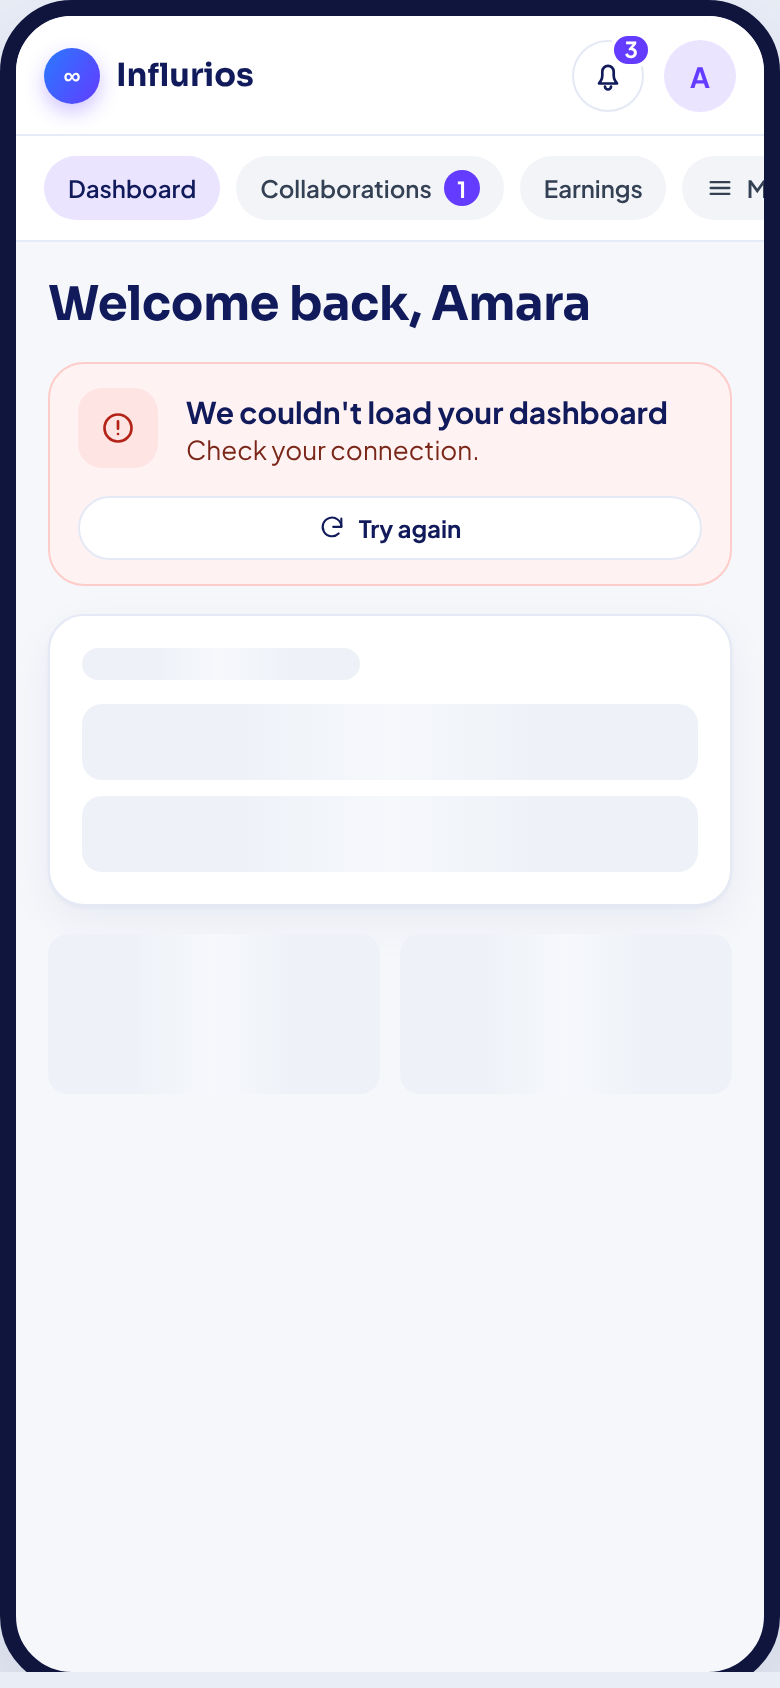 ∞ Influrios
3
A
Dashboard
Collaborations 1
Earnings
M
Welcome back, Amara
We couldn't load your dashboard
Check your connection.
Try again